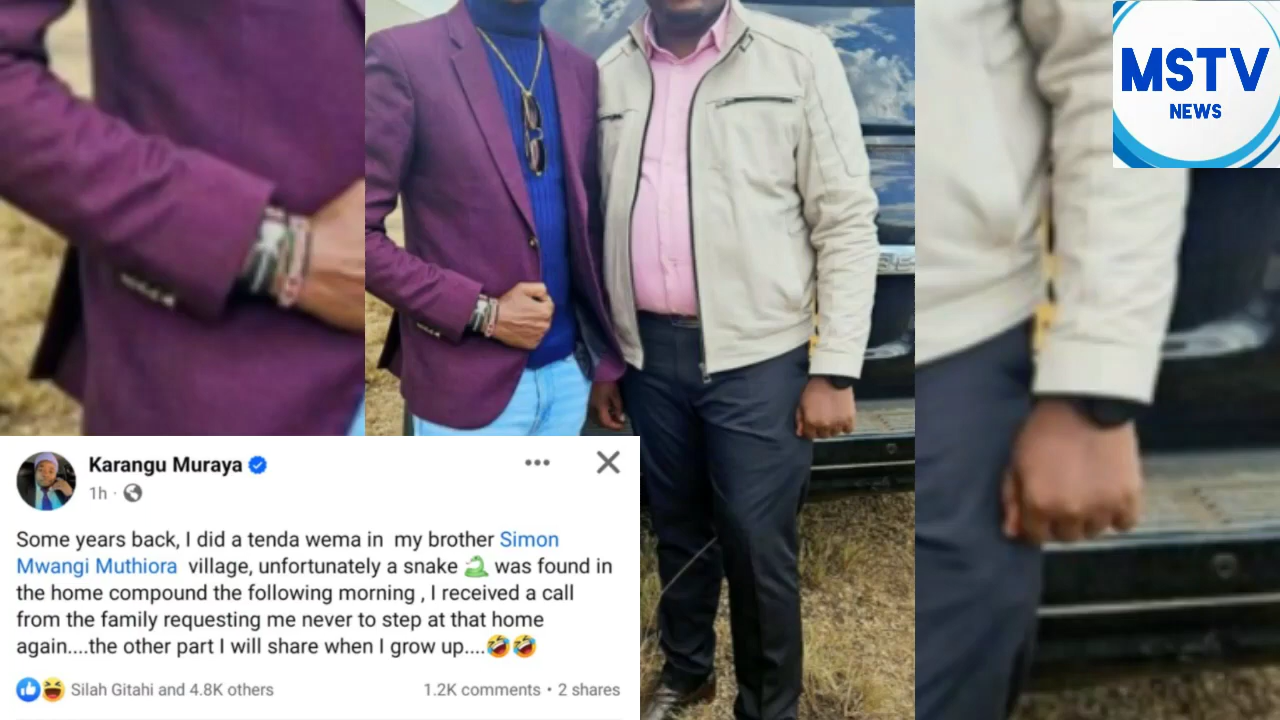 MSTV
NEWS
Karangu Muraya
1h
Some years back, I did a tenda wema in my brother Simon
Mwangi Muthiora village, unfortunately a snake 🐍 was found in
the home compound the following morning , I received a call
from the family requesting me never to step at that home
again....the other part I will share when I grow up....🤣🤣
Silah Gitahi and 4.8K others
1.2K comments • 2 shares